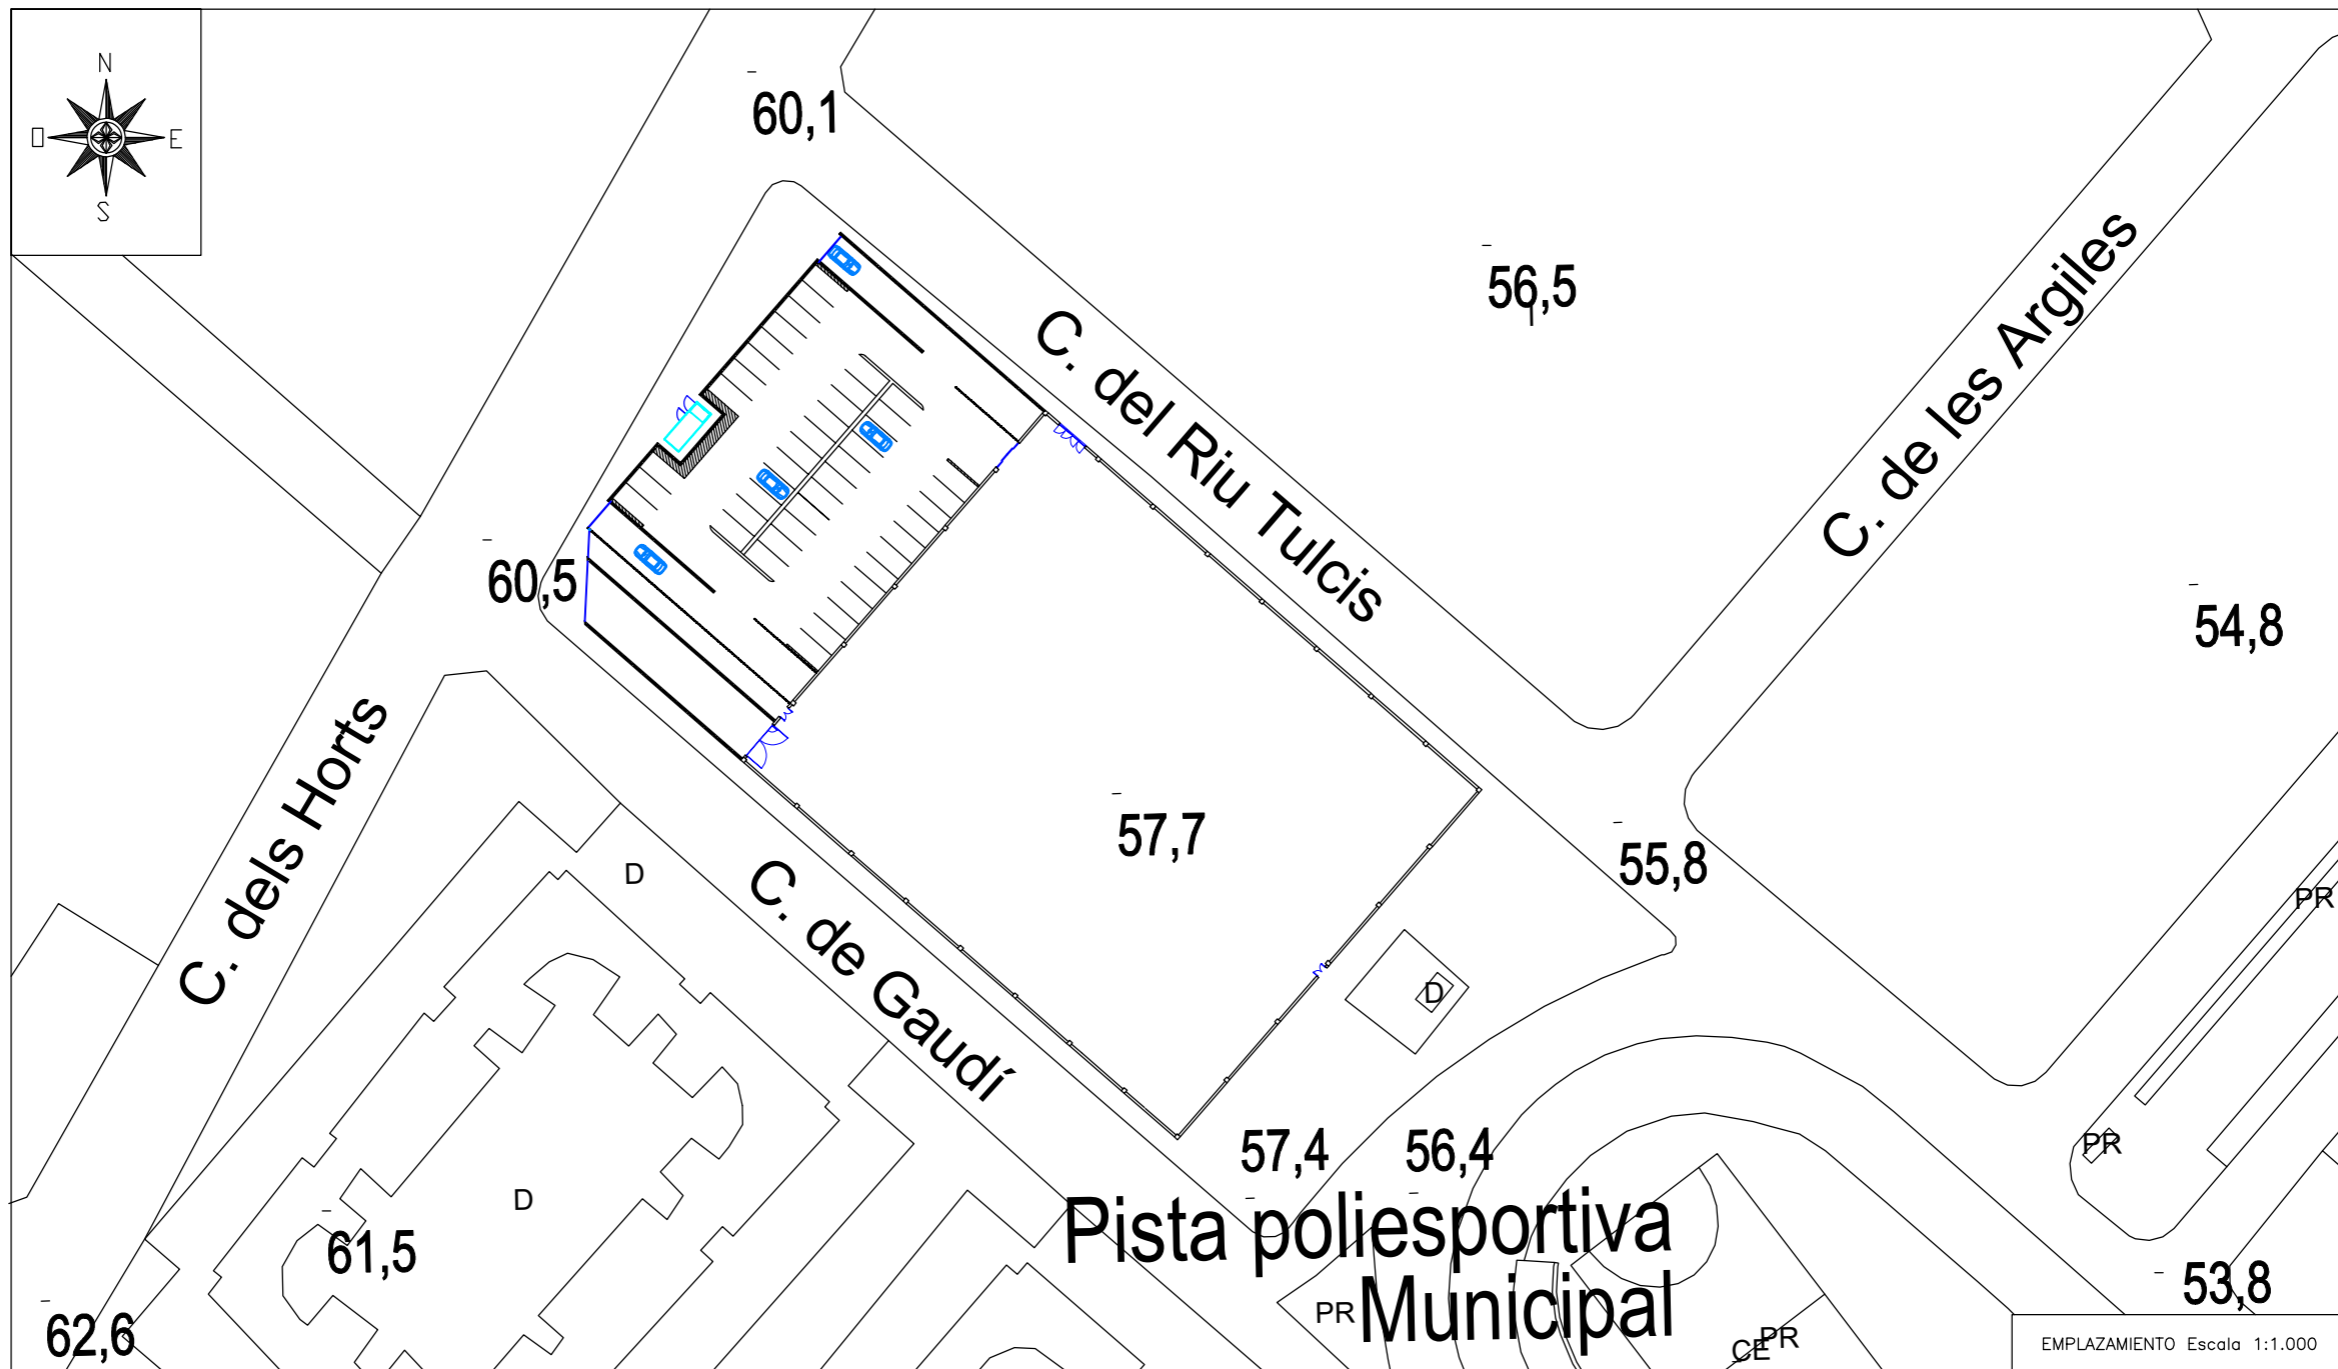 N
O E
S
60,1
56,5
C. del Riu Tulcis
C. de les Argiles
60,5
54,8
C. dels Horts
57,7
55,8
D
C. de Gaudí
D
PR
57,4
56,4
PR
D
61,5
Pista poliesportiva
Municipal
53,8
62,6
PR
PR
CE
EMPLAZAMIENTO Escala 1:1.000